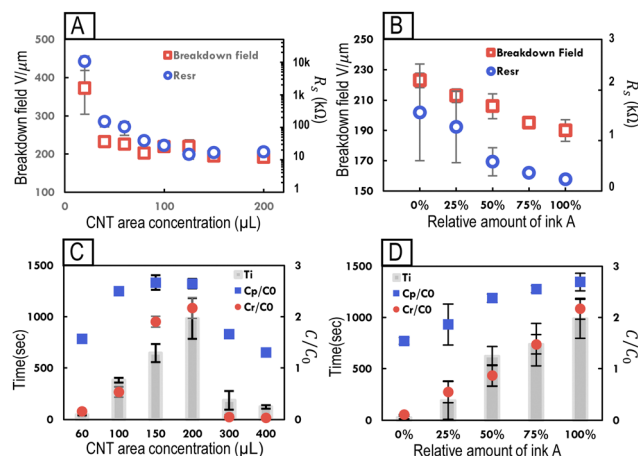 A
Breakdown field V/μm
500
400
300
200
100
Breakdown field
Resr
10k
1k
100
10
1
Rs (kΩ)
0
50
100
150
200
CNT area concentration (μL)
B
Breakdown field V/μm
250
230
210
190
170
150
Breakdown Field
Resr
3
2
1
0
Rs (kΩ)
0%
25%
50%
75%
100%
Relative amount of ink A
C
Time(sec)
1500
1000
500
0
Ti
Cp/C0
Cr/C0
3
2
1
0
C/C0
60
100
150
200
300
400
CNT area concentration (μL)
D
Time(sec)
1500
1000
500
0
Ti
Cp/C0
Cr/C0
3
2
1
0
C/C0
0%
25%
50%
75%
100%
Relative amount of ink A